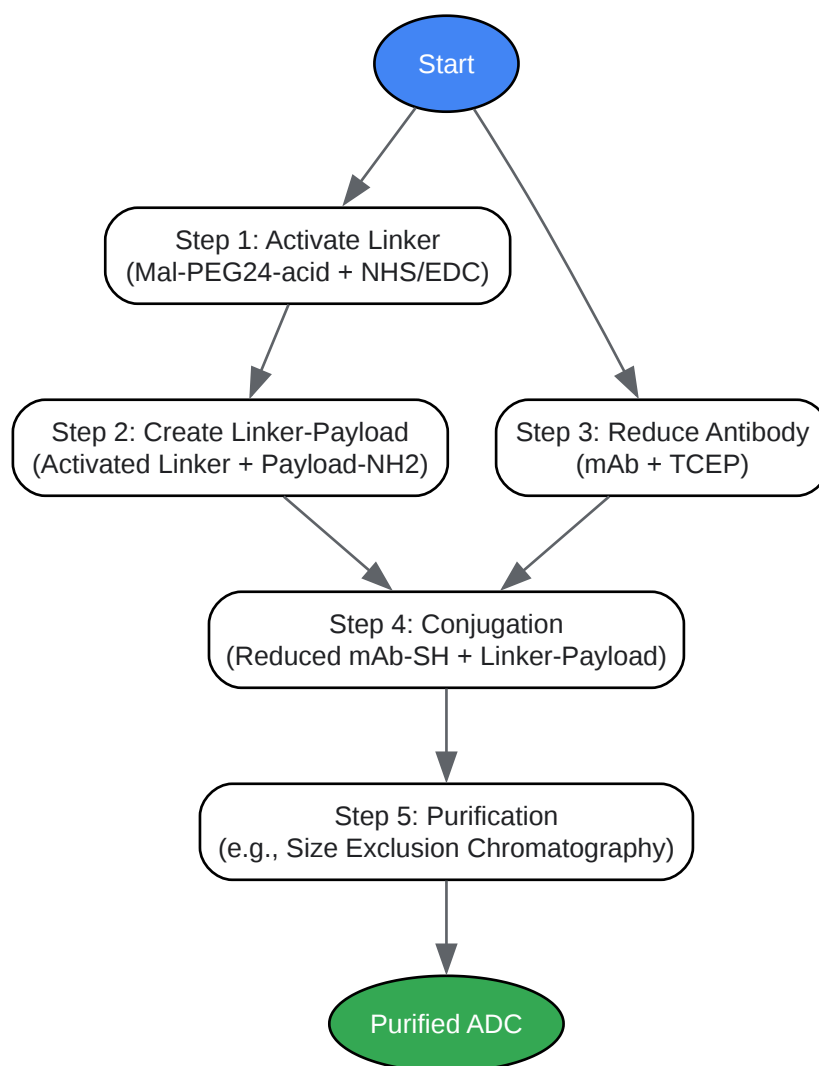 Start
Step 1: Activate Linker
(Mal-PEG24-acid + NHS/EDC)
Step 2: Create Linker-Payload
(Activated Linker + Payload-NH2)
Step 3: Reduce Antibody
(mAb + TCEP)
Step 4: Conjugation
(Reduced mAb-SH + Linker-Payload)
Step 5: Purification
(e.g., Size Exclusion Chromatography)
Purified ADC